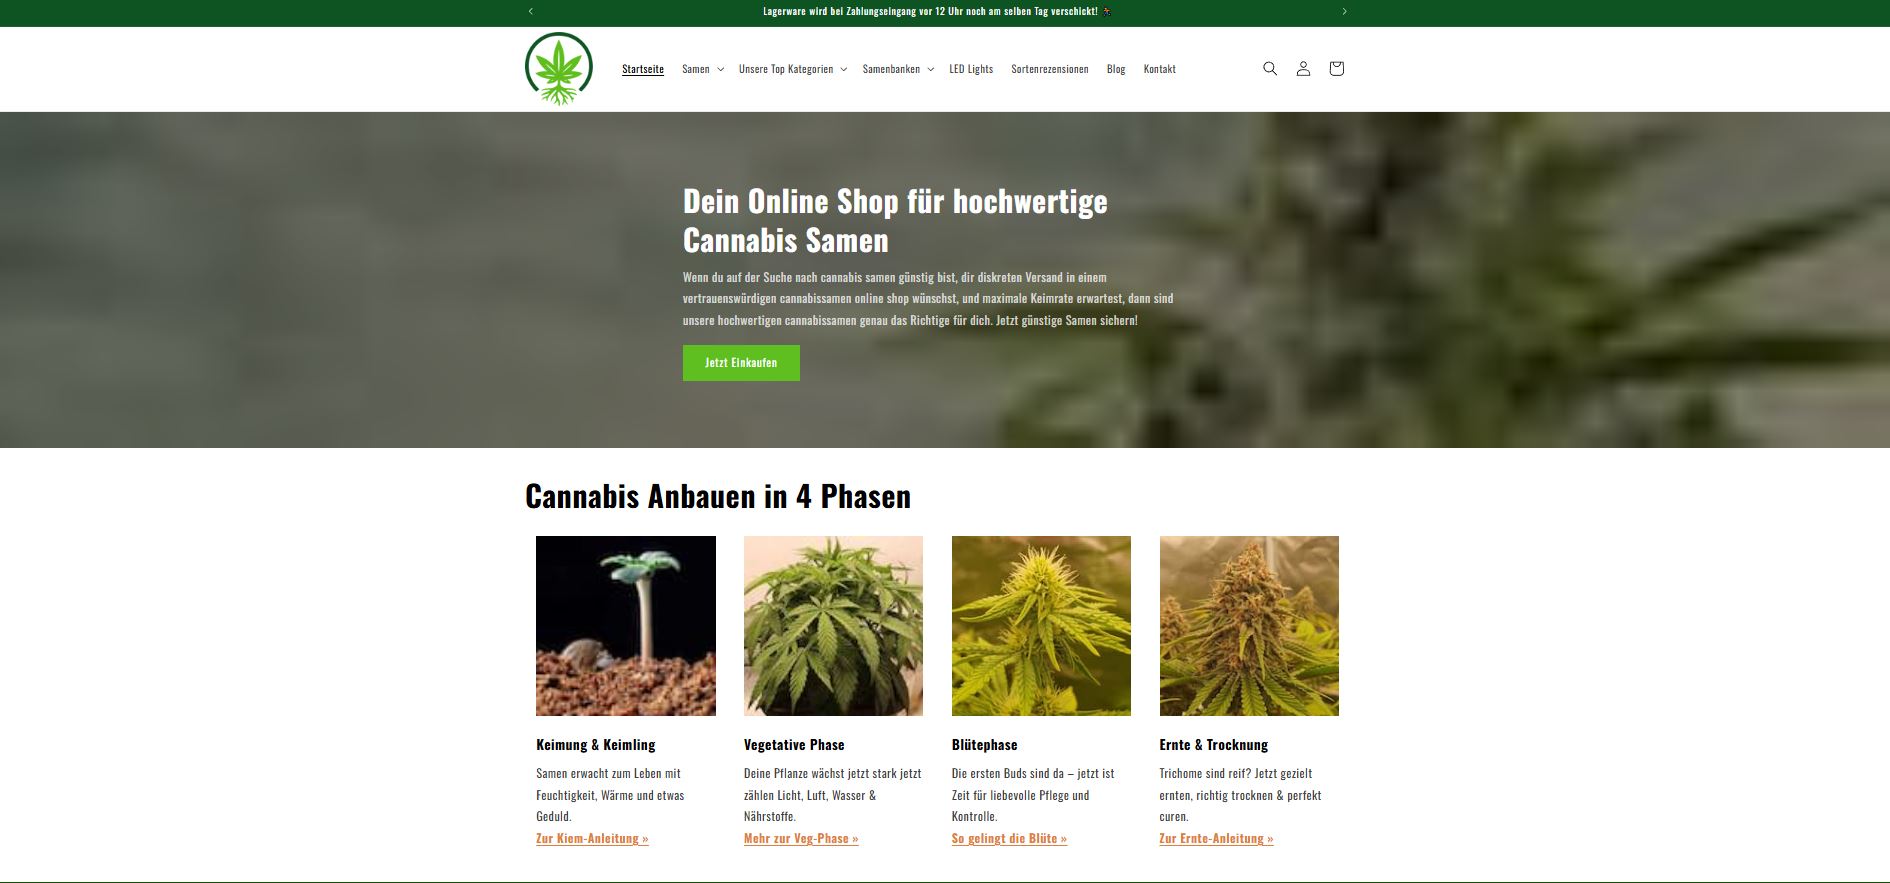 Lagerware wird bei Zahlungseingang vor 12 Uhr noch am selben Tag verschickt!
Startseite Samen Unsere Top Kategorien Samenbanken LED Lights Sortenrezensionen Blog Kontakt
Dein Online Shop für hochwertige
Cannabis Samen
Wenn du auf der Suche nach cannabis samen günstig bist, dir diskreten Versand in einem
vertrauenswürdigen cannabissamen online shop wünschst, und maximale Keimrate erwartest, dann sind
unsere hochwertigen cannabissamen genau das Richtige für dich. Jetzt günstige Samen sichern!
Jetzt Einkaufen
Cannabis Anbauen in 4 Phasen
Keimung & Keimling
Samen erwacht zum Leben mit
Feuchtigkeit, Wärme und etwas
Geduld.
Zur Kiem-Anleitung »
Vegetative Phase
Deine Pflanze wächst jetzt stark jetzt
zählen Licht, Luft, Wasser &
Nährstoffe.
Mehr zur Veg-Phase »
Blütephase
Die ersten Buds sind da – jetzt ist
Zeit für liebevolle Pflege und
Kontrolle.
So gelingt die Blüte »
Ernte & Trocknung
Trichome sind reif? Jetzt gezielt
ernten, richtig trocknen & perfekt
curen.
Zur Ernte-Anleitung »